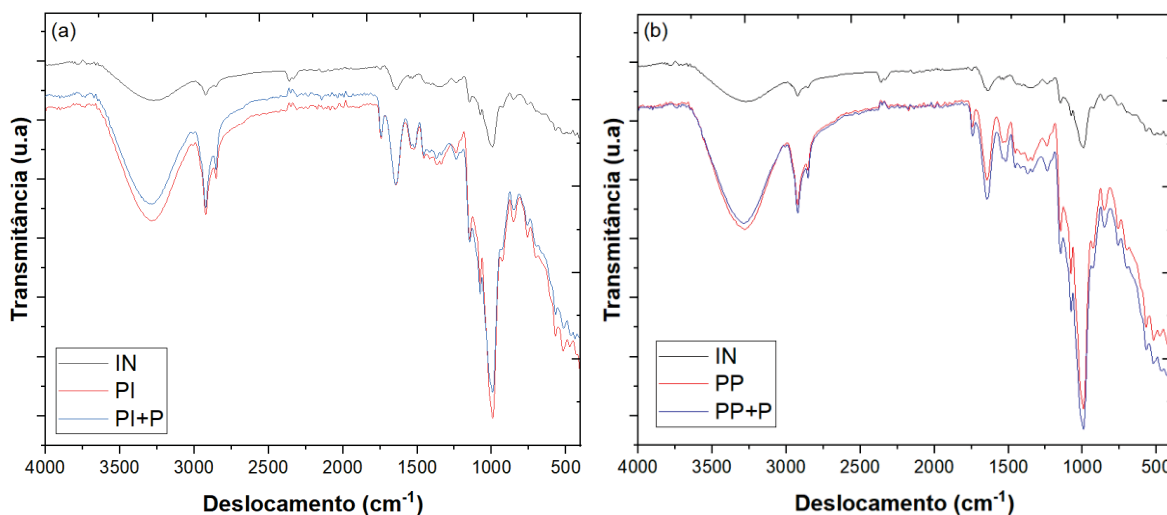 (a)
Transmitância (u.a)
IN
PI
PI+P
4000 3500 3000 2500 2000 1500 1000 500
Deslocamento (cm⁻¹)
(b)
Transmitância (u.a)
IN
PP
PP+P
4000 3500 3000 2500 2000 1500 1000 500
Deslocamento (cm⁻¹)